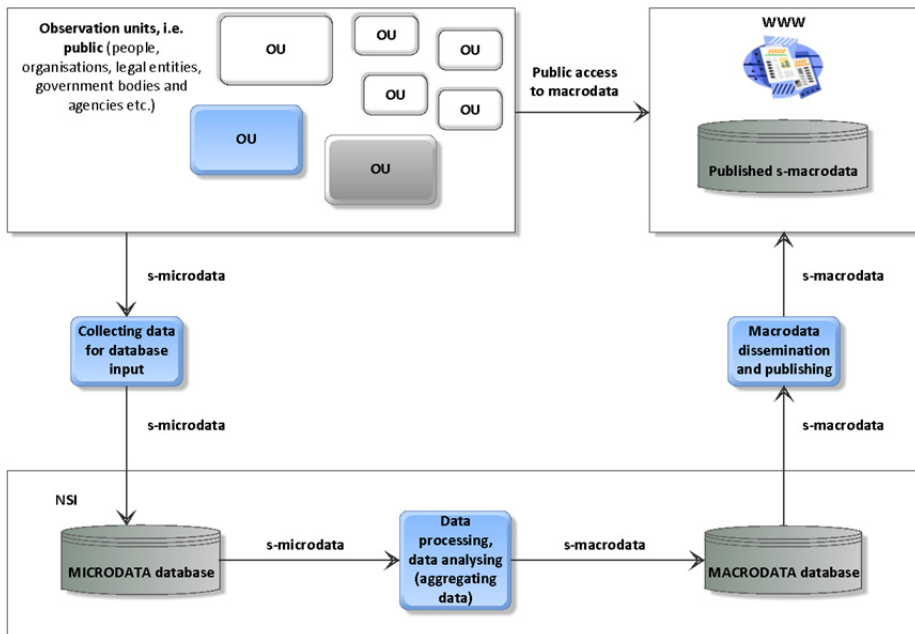 Observation units, i.e.
public (people,
organisations, legal entities,
government bodies and
agencies etc.)
OU
OU
OU
OU
OU
OU
OU
Public access
to macrodata
WWW
Published s-macrodata
s-microdata
s-macrodata
Collecting data
for database
input
Macrodata
dissemination
and publishing
s-microdata
s-macrodata
NSI
MICRODATA database
s-microdata
Data
processing,
data analysing
(aggregating
data)
s-macrodata
MACRODATA database